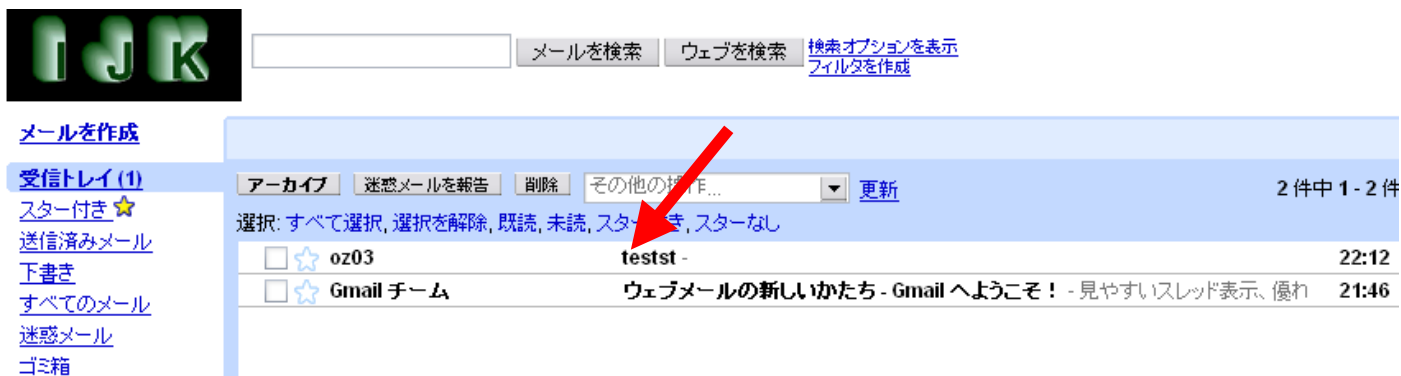 IJK
メールを検索 ウェブを検索 検索オプションを表示
フィルタを作成
メールを作成
受信トレイ (1)
スター付き
送信済みメール
下書き
すべてのメール
迷惑メール
ゴミ箱
アーカイブ 迷惑メールを報告 削除 その他の操作... 更新 2 件中 1 - 2 件
選択: すべて選択, 選択を解除, 既読, 未読, スター付き, スターなし
oz03 testst - 22:12
Gmail チーム ウェブメールの新しいかたち - Gmail へようこそ! - 見やすいスレッド表示、優れ 21:46